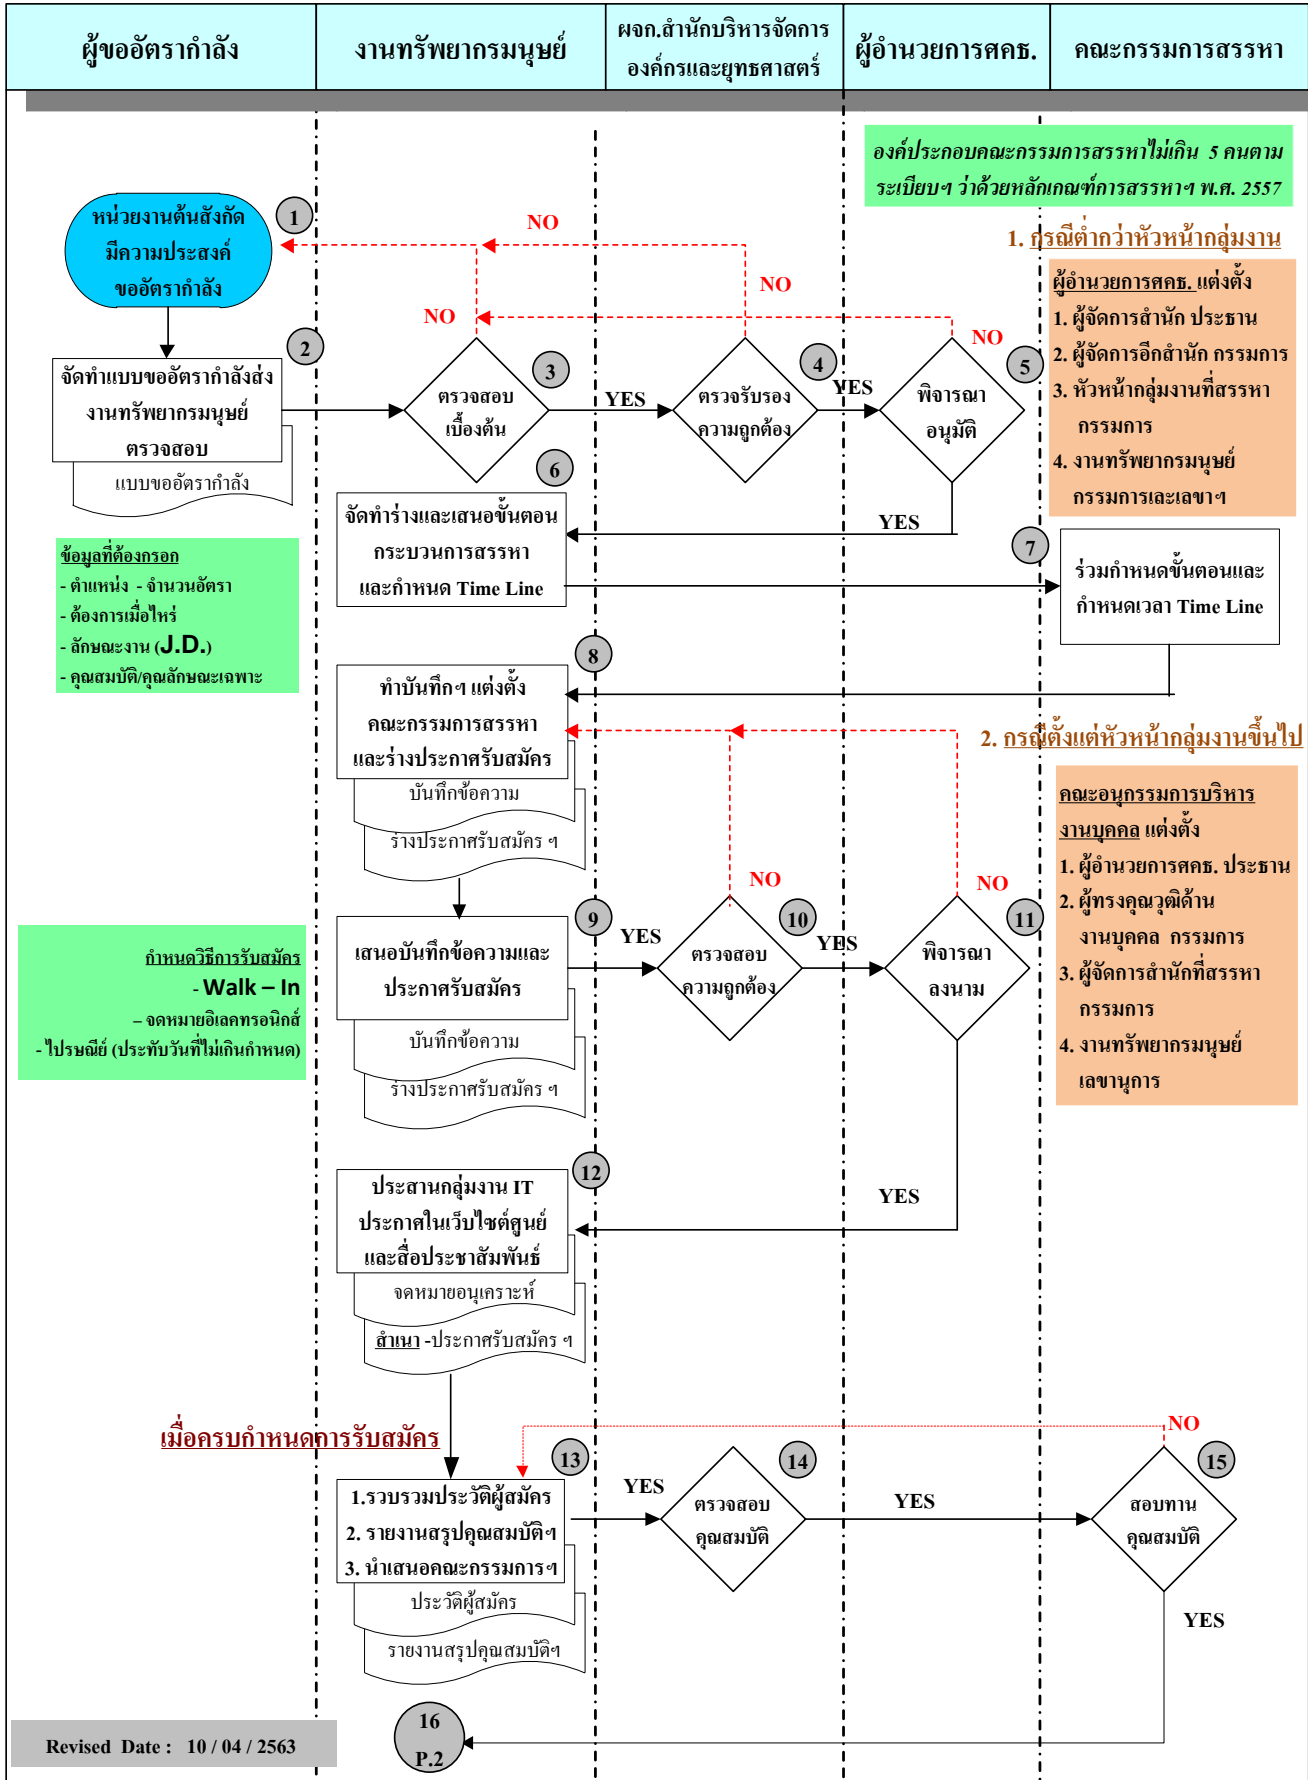 ผู้ขออัตรากำลัง
งานทรัพยากรมนุษย์
ผจก.สำนักบริหารจัดการ
องค์กรและยุทธศาสตร์
ผู้อำนวยการศคธ.
คณะกรรมการสรรหา
องค์ประกอบคณะกรรมการสรรหาไม่เกิน 5 คนตาม
ระเบียบฯ ว่าด้วยหลักเกณฑ์การสรรหาฯ พ.ศ. 2557
หน่วยงานต้นสังกัด
มีความประสงค์
ขออัตรากำลัง
1
NO
NO
NO
NO
1. กรณีต่ำกว่าหัวหน้ากลุ่มงาน
ผู้อำนวยการศคธ. แต่งตั้ง
1. ผู้จัดการสำนัก ประธาน
2. ผู้จัดการอีกสำนัก กรรมการ
3. หัวหน้ากลุ่มงานที่สรรหา
กรรมการ
4. งานทรัพยากรมนุษย์
กรรมการเละเลขาฯ
2
จัดทำแบบขออัตรากำลังส่ง
งานทรัพยากรมนุษย์
ตรวจสอบ
แบบขออัตรากำลัง
3
ตรวจสอบ
เบื้องต้น
YES
4
ตรวจรับรอง
ความถูกต้อง
YES
5
พิจารณา
อนุมัติ
YES
6
จัดทำร่างและเสนอขั้นตอน
กระบวนการสรรหา
และกำหนด Time Line
7
ร่วมกำหนดขั้นตอนและ
กำหนดเวลา Time Line
ข้อมูลที่ต้องกรอก
- ตำแหน่ง - จำนวนอัตรา
- ต้องการเมื่อไหร่
- ลักษณะงาน (J.D.)
- คุณสมบัติ/คุณลักษณะเฉพาะ
8
ทำบันทึกฯ แต่งตั้ง
คณะกรรมการสรรหา
และร่างประกาศรับสมัคร
บันทึกข้อความ
ร่างประกาศรับสมัคร ฯ
2. กรณีตั้งแต่หัวหน้ากลุ่มงานขึ้นไป
คณะอนุกรรมการบริหาร
งานบุคคล แต่งตั้ง
1. ผู้อำนวยการศคธ. ประธาน
2. ผู้ทรงคุณวุฒิด้าน
งานบุคคล กรรมการ
3. ผู้จัดการสำนักที่สรรหา
กรรมการ
4. งานทรัพยากรมนุษย์
เลขานุการ
NO
NO
กำหนดวิธีการรับสมัคร
- Walk – In
– จดหมายอิเลคทรอนิกส์
- ไปรษณีย์ (ประทับวันที่ไม่เกินกำหนด)
9
เสนอบันทึกข้อความและ
ประกาศรับสมัคร
บันทึกข้อความ
ร่างประกาศรับสมัคร ฯ
YES
10
ตรวจสอบ
ความถูกต้อง
YES
11
พิจารณา
ลงนาม
YES
12
ประสานกลุ่มงาน IT
ประกาศในเว็บไซต์ศูนย์
และสื่อประชาสัมพันธ์
จดหมายอนุเคราะห์
สำเนา -ประกาศรับสมัคร ฯ
เมื่อครบกำหนดการรับสมัคร
NO
13
1.รวบรวมประวัติผู้สมัคร
2. รายงานสรุปคุณสมบัติฯ
3. นำเสนอคณะกรรมการฯ
ประวัติผู้สมัคร
รายงานสรุปคุณสมบัติฯ
YES
14
ตรวจสอบ
คุณสมบัติ
YES
15
สอบทาน
คุณสมบัติ
YES
16
P.2
Revised Date : 10 / 04 / 2563